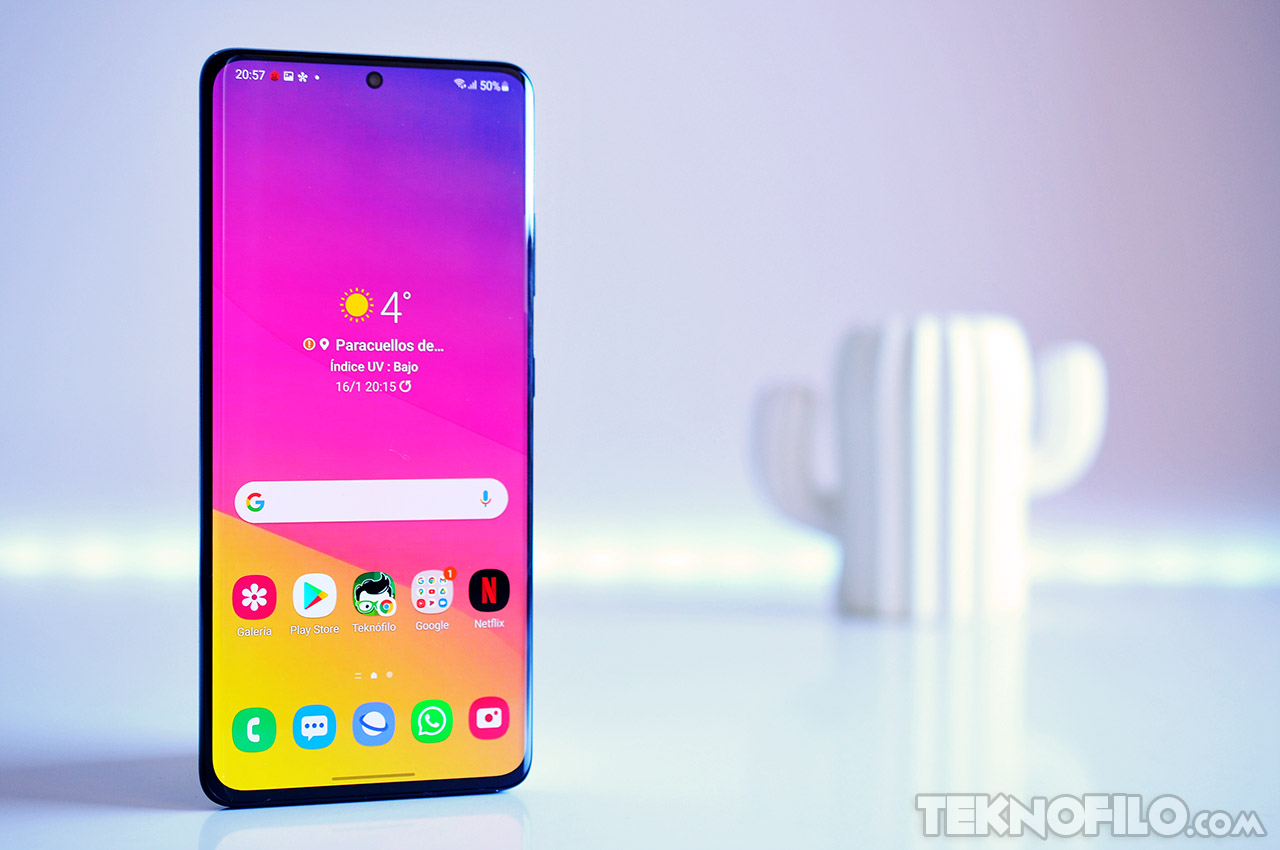 20:57
50%
4°
Paracuellos de...
Índice UV : Bajo
16/1 20:15
G
1
N
Galería Play Store Teknófilo Google Netflix
TEKNOFILO.COM